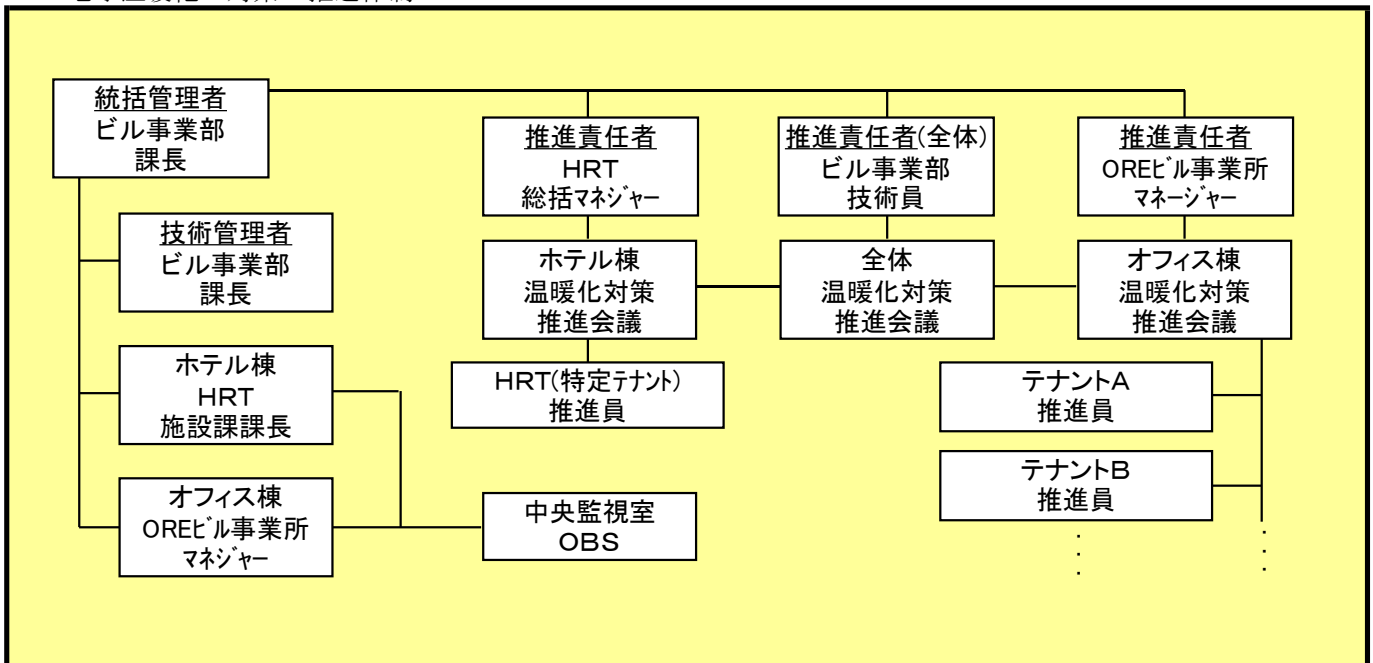 統括管理者
ビル事業部
課長
推進責任者
HRT
総括マネジャー
推進責任者(全体)
ビル事業部
技術員
推進責任者
OREビル事業所
マネージャー
技術管理者
ビル事業部
課長
ホテル棟
温暖化対策
推進会議
全体
温暖化対策
推進会議
オフィス棟
温暖化対策
推進会議
ホテル棟
HRT
施設課課長
HRT(特定テナント)
推進員
テナントA
推進員
テナントB
推進員
オフィス棟
OREビル事業所
マネジャー
中央監視室
OBS